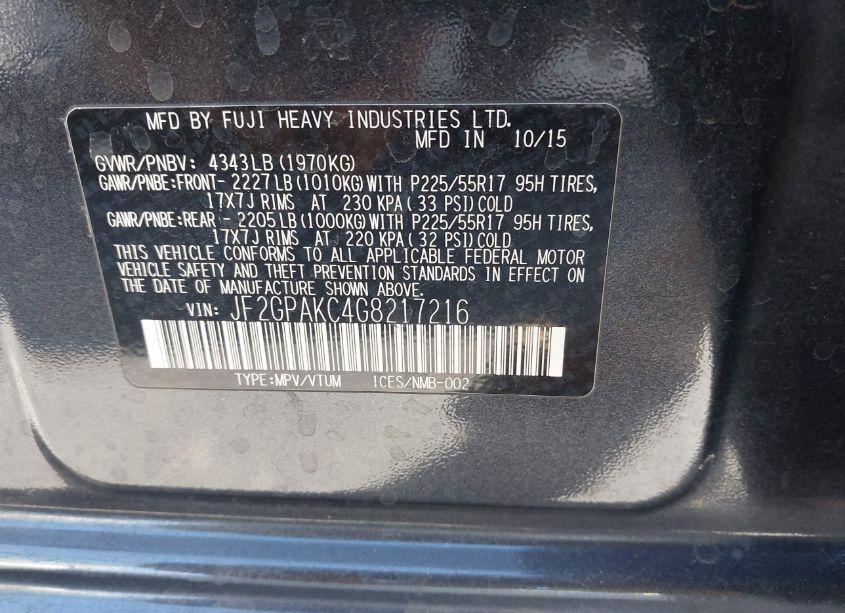 MFD BY FUJI HEAVY INDUSTRIES LTD.
MFD IN 10/15
GVWR/PNBV: 4343LB(1970KG)
GAWR/PNBE:FRONT- 2227LB(1010KG)WITH P225/55R17 95H TIRES,
17X7J RIMS AT 230 KPA( 33 PSI)COLD
GAWR/PNBE:REAR - 2205LB(1000KG)WITH P225/55R17 95H TIRES,
17X7J RIMS AT 220 KPA( 32 PSI)COLD
THIS VEHICLE CONFORMS TO ALL APPLICABLE FEDERAL MOTOR
VEHICLE SAFETY AND THEFT PREVENTION STANDARDS IN EFFECT ON
THE DATE OF MANUFACTURE SHOWN ABOVE.
VIN: JF2GPAKC4G8217216
TYPE:MPV/VTUM ICES/NMB-002